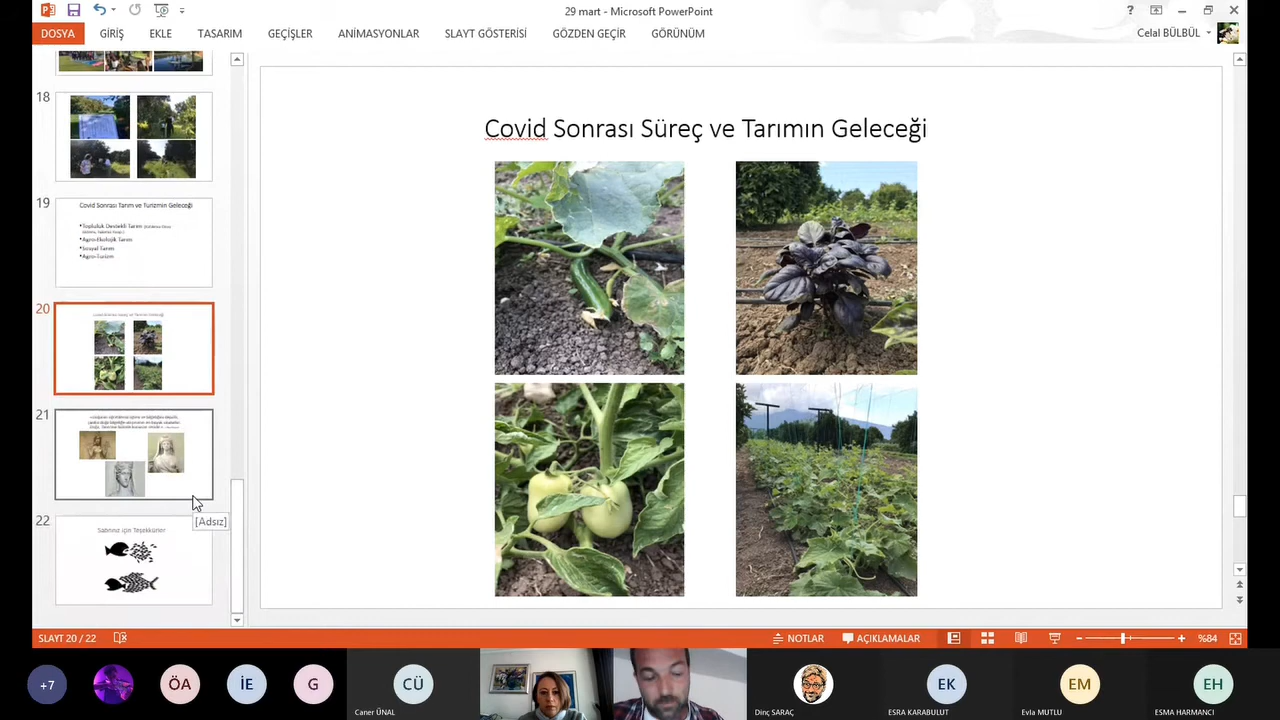 29 mart - Microsoft PowerPoint
?
DOSYA GİRİŞ EKLE TASARIM GEÇİŞLER ANİMASYONLAR SLAYT GÖSTERİSİ GÖZDEN GEÇİR GÖRÜNÜM
Celal BÜLBÜL
18
19
Covid Sonrası Tarım ve Turizmin Geleceği
•Topluluk Destekli Tarım
•Agro-Ekolojik Tarım
•Sosyal Tarım
•Agro-Turizm
20
21
[Adsız]
22
Sabrınız için Teşekkürler
Covid Sonrası Süreç ve Tarımın Geleceği
SLAYT 20 / 22
NOTLAR
AÇIKLAMALAR
%84
+7
ÖA
İE
G
CÜ
Caner ÜNAL
Dinç SARAÇ
EK
ESRA KARABULUT
EM
Evla MUTLU
EH
ESMA HARMANCI